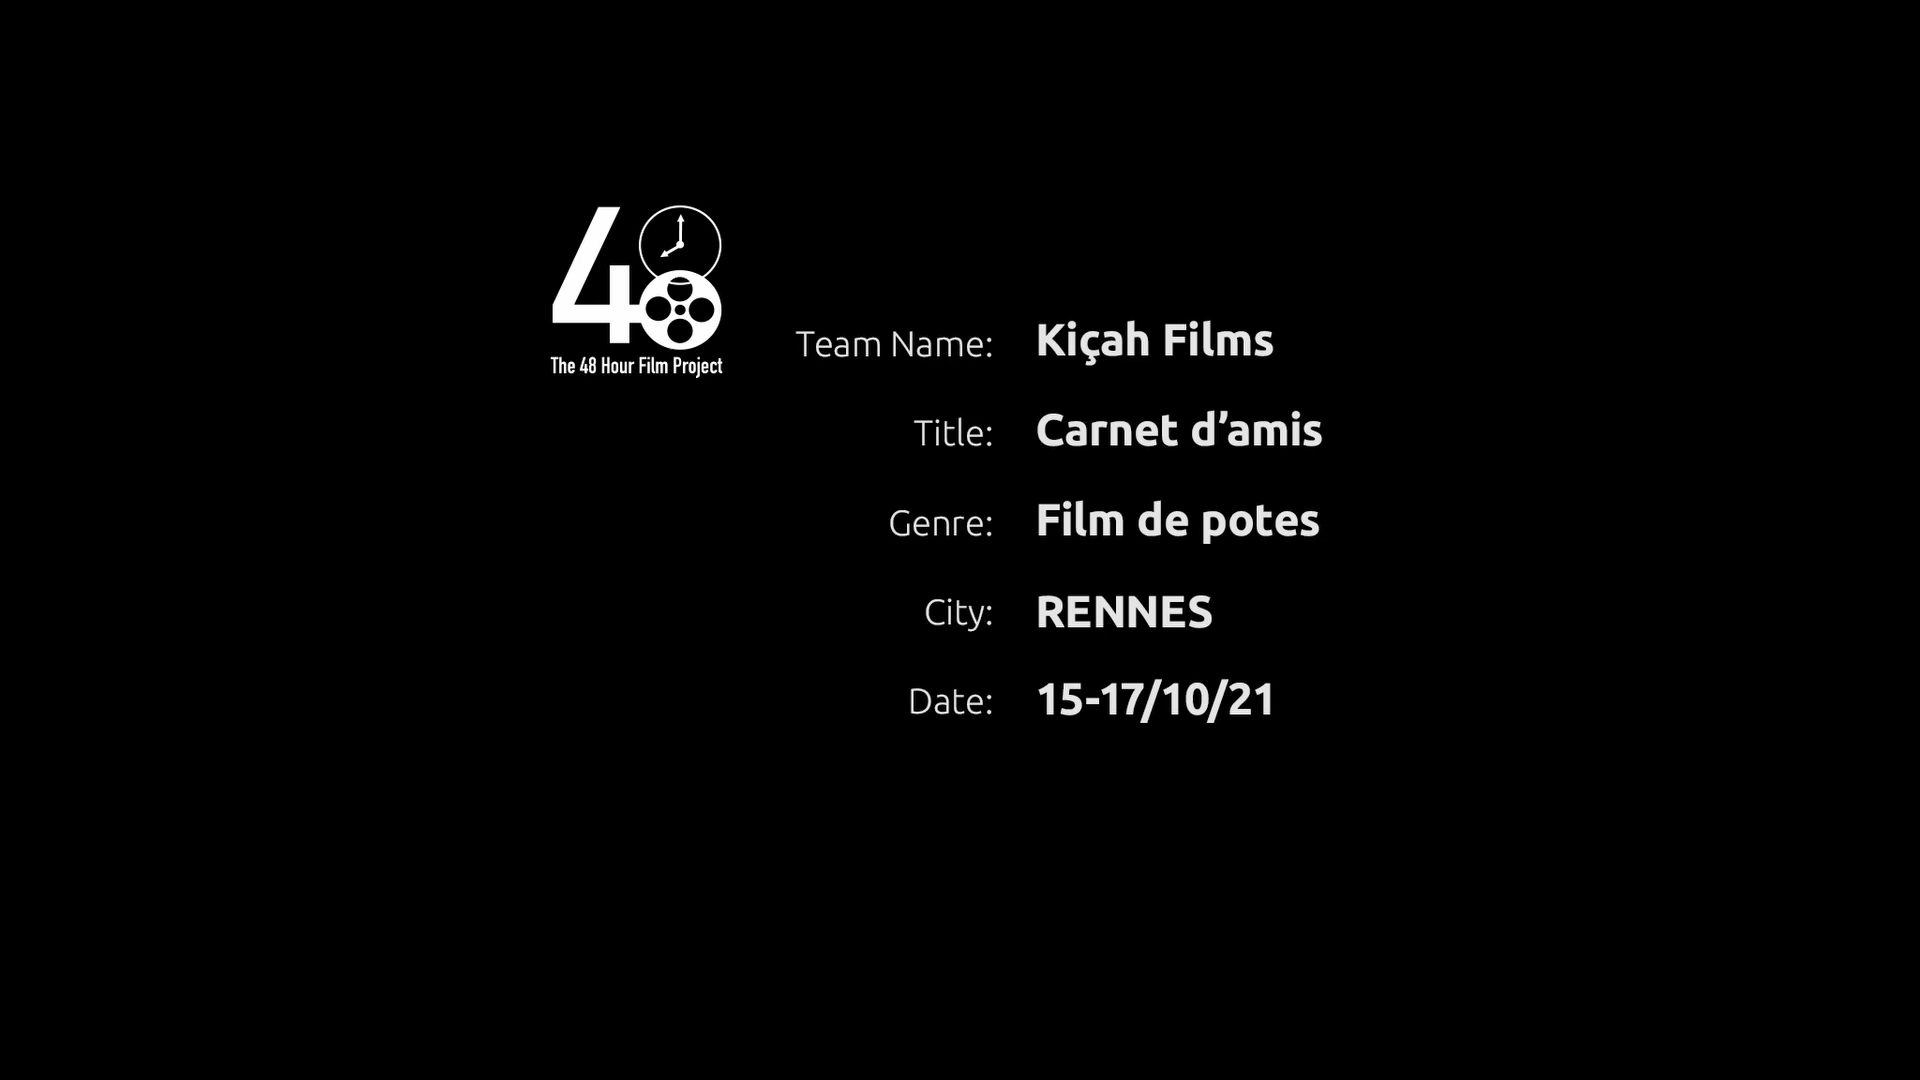 48
The 48 Hour Film Project
Team Name: Kiçah Films
Title: Carnet d’amis
Genre: Film de potes
City: RENNES
Date: 15-17/10/21